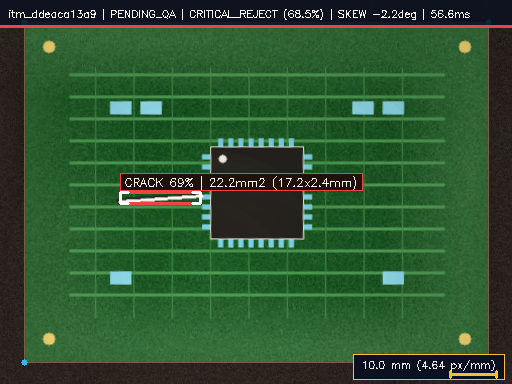 itm_ddeaca13a9 | PENDING_QA | CRITICAL_REJECT (68.5%) | SKEW -2.2deg | 56.6ms
CRACK 69% | 22.2mm2 (17.2x2.4mm)
10.0 mm (4.64 px/mm)